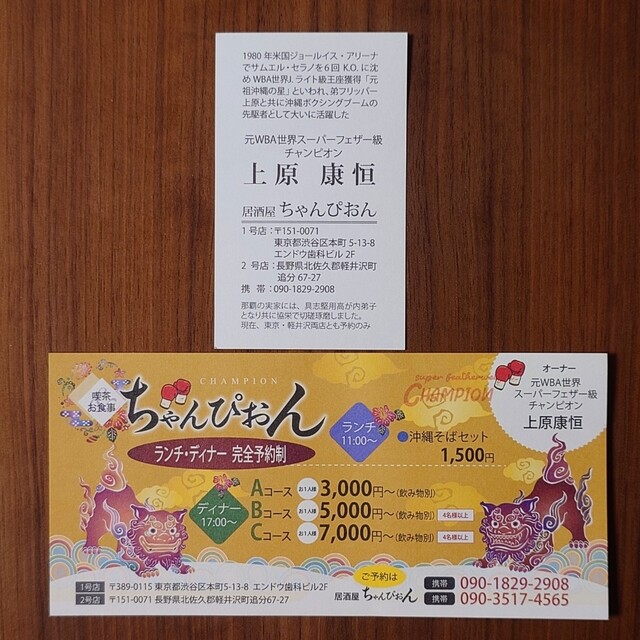 1980 年米国ジョールイス・アリーナ
でサムエル・セラノを6回 K.O. に沈
め WBA世界J. ライト級王座獲得「元
祖沖縄の星」といわれ、弟フリッパー
上原と共に沖縄ボクシングブームの
先駆者として大いに活躍した
元WBA世界スーパーフェザー級
チャンピオン
上原 康恒
居酒屋 ちゃんぴおん
1 号店：〒151-0071
東京都渋谷区本町 5-13-8
エンドウ歯科ビル 2F
2 号店：長野県北佐久郡軽井沢町
追分 67-27
携 帯：090-1829-2908
那覇の実家には、具志堅用高が内弟子
となり共に協栄で切磋琢磨しました。
現在、東京・軽井沢両店とも予約のみ
喫茶
お食事
CHAMPION
ちゃんぴおん
ランチ・ディナー 完全予約制
super feather
CHAMPION
オーナー
元WBA世界
スーパーフェザー級
チャンピオン
上原康恒
ランチ
11:00～
●沖縄そばセット
1,500円
ディナー
17:00～
Aコース お1人様 3,000円～(飲み物別)
Bコース お1人様 5,000円～(飲み物別) 4名様以上
Cコース お1人様 7,000円～(飲み物別) 4名様以上
1号店 〒389-0115 東京都渋谷区本町5-13-8 エンドウ歯科ビル2F
2号店 〒151-0071 長野県北佐久郡軽井沢町追分67-27
ご予約は
居酒屋 ちゃんぴおん
携帯 090-1829-2908
携帯 090-3517-4565